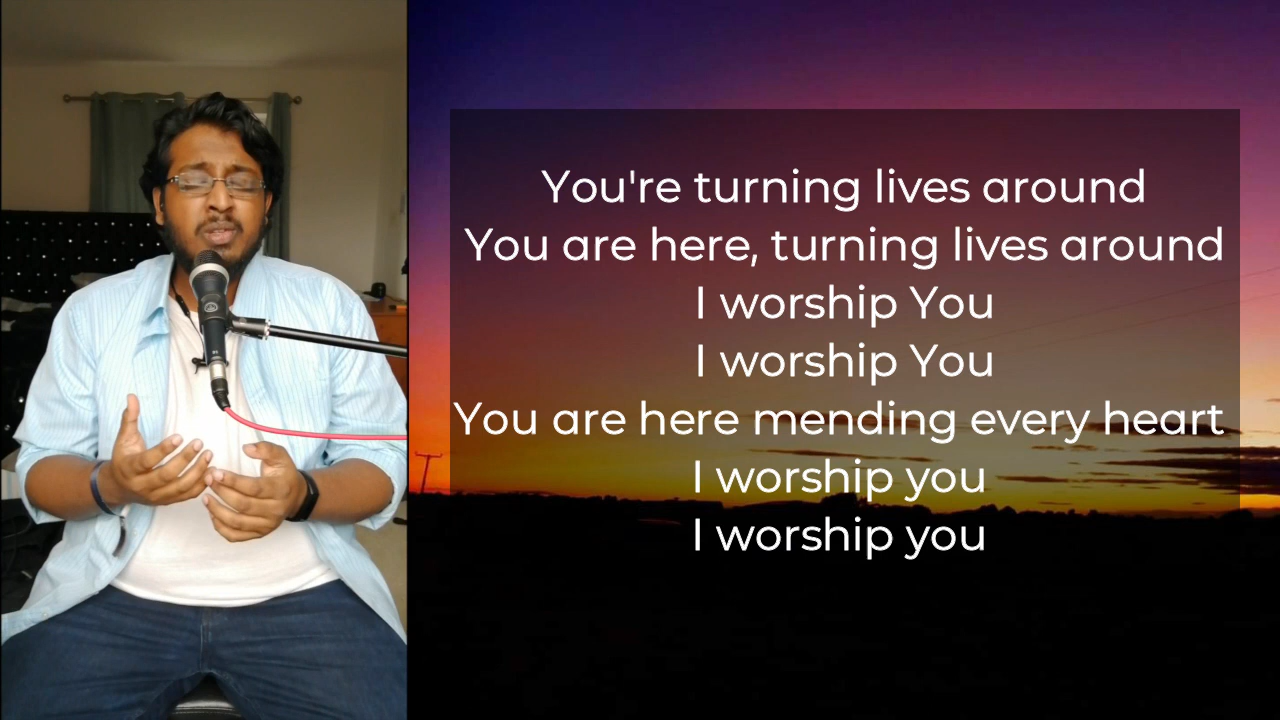 You're turning lives around
You are here, turning lives around
I worship You
I worship You
You are here mending every heart
I worship you
I worship you